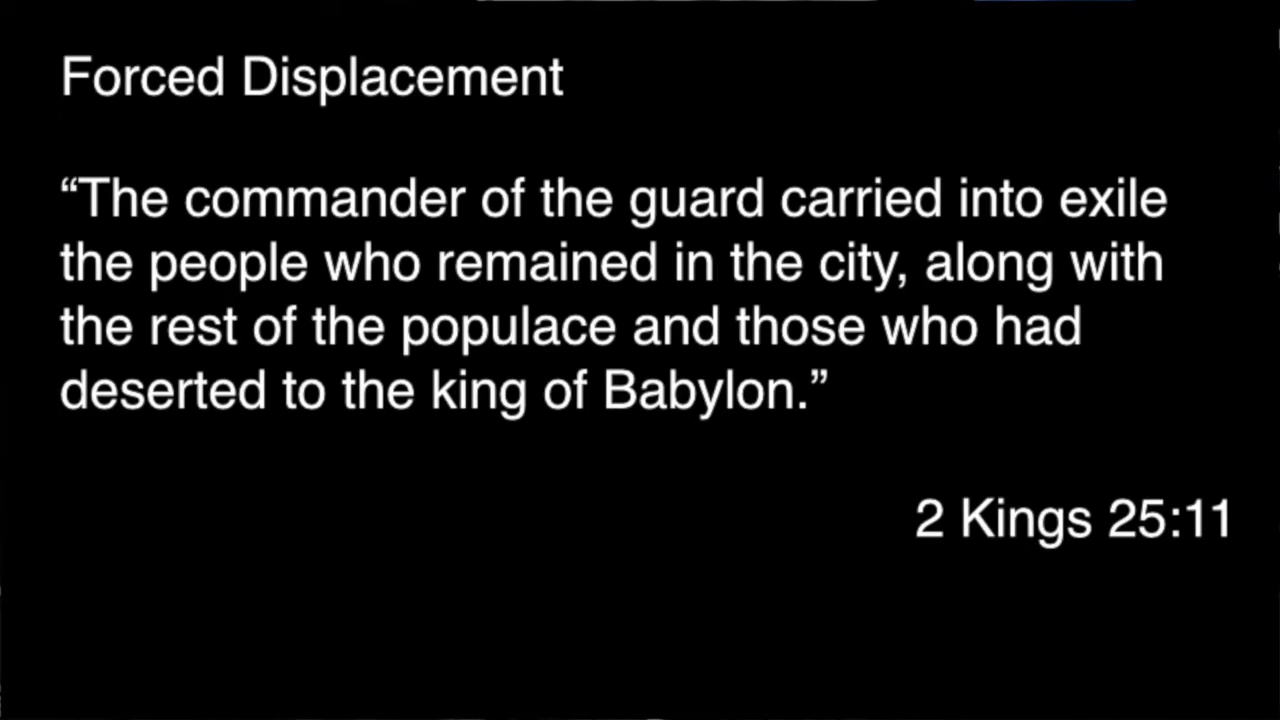 Forced Displacement
“The commander of the guard carried into exile
the people who remained in the city, along with
the rest of the populace and those who had
deserted to the king of Babylon.”
2 Kings 25:11